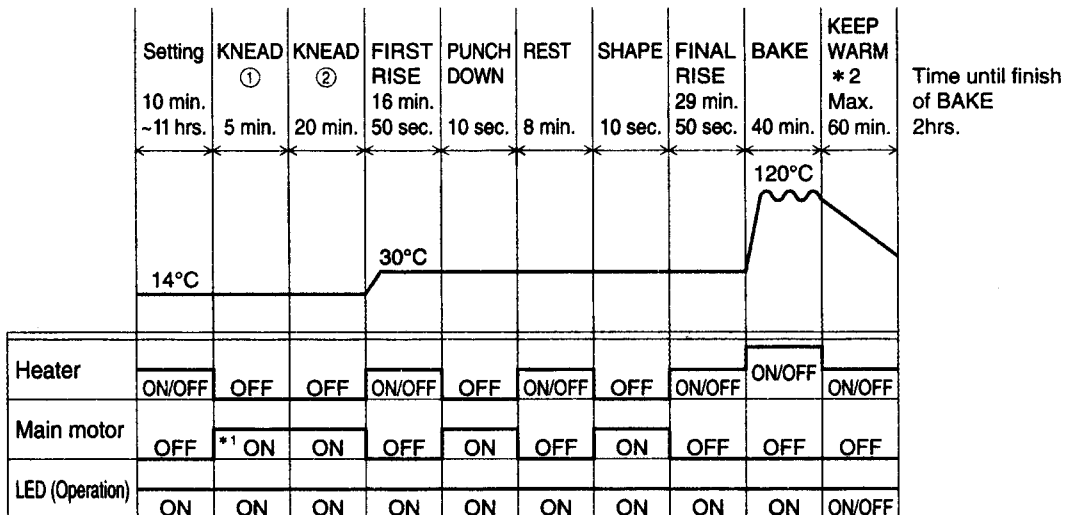 Setting
10 min.
~11 hrs.
KNEAD
①
5 min.
KNEAD
②
20 min.
FIRST
RISE
16 min.
50 sec.
PUNCH
DOWN
10 sec.
REST
8 min.
SHAPE
10 sec.
FINAL
RISE
29 min.
50 sec.
BAKE
40 min.
KEEP
WARM
*2
Max.
60 min.
Time until finish
of BAKE
2hrs.
14°C
30°C
120°C
Heater ON/OFF OFF OFF ON/OFF OFF ON/OFF OFF ON/OFF ON/OFF ON/OFF
Main motor OFF *1 ON ON OFF ON OFF ON OFF OFF OFF
LED (Operation) ON ON ON ON ON ON ON ON ON ON/OFF